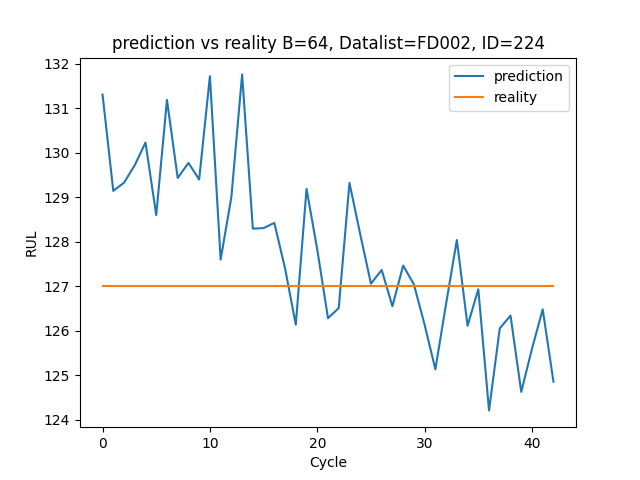 prediction vs reality B=64, Datalist=FD002, ID=224
prediction
reality
132
131
130
129
128
127
126
125
124
RUL
0
10
20
30
40
Cycle